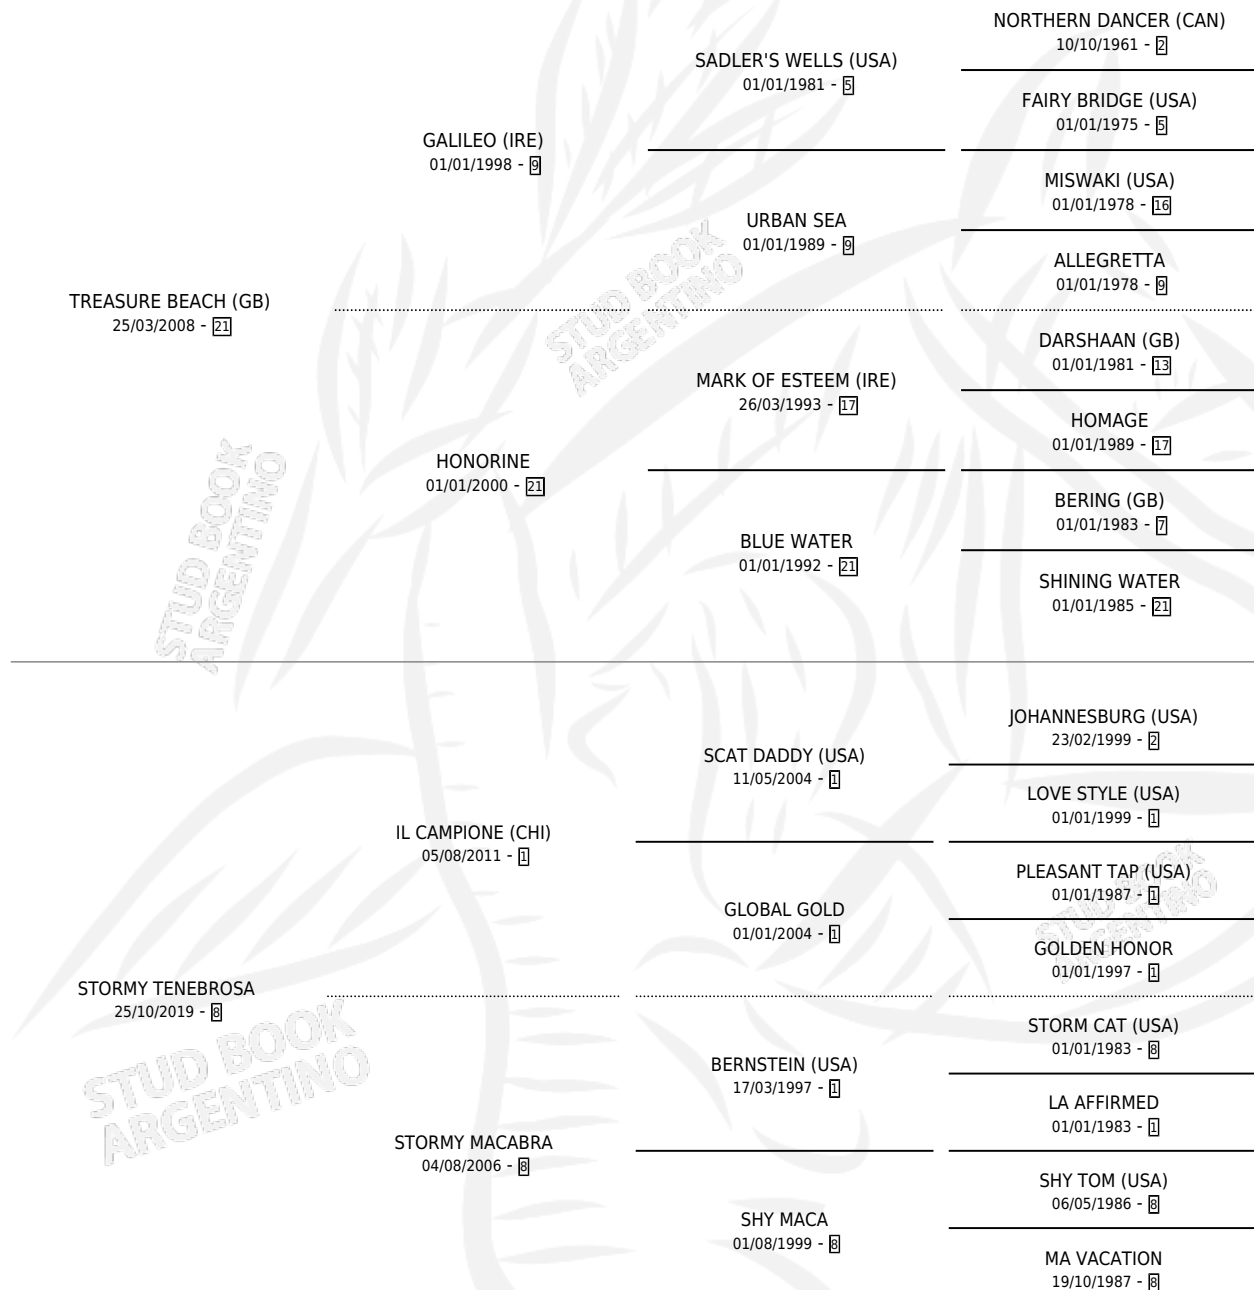 NORTHERN DANCER (CAN)
10/10/1961 - 2
SADLER'S WELLS (USA)
01/01/1981 - 5
FAIRY BRIDGE (USA)
01/01/1975 - 5
GALILEO (IRE)
01/01/1998 - 9
MISWAKI (USA)
01/01/1978 - 16
URBAN SEA
01/01/1989 - 9
ALLEGRETTA
01/01/1978 - 9
TREASURE BEACH (GB)
25/03/2008 - 21
DARSHAAN (GB)
01/01/1981 - 13
MARK OF ESTEEM (IRE)
26/03/1993 - 17
HOMAGE
01/01/1989 - 17
HONORINE
01/01/2000 - 21
BERING (GB)
01/01/1983 - 7
BLUE WATER
01/01/1992 - 21
SHINING WATER
01/01/1985 - 21
JOHANNESBURG (USA)
23/02/1999 - 2
SCAT DADDY (USA)
11/05/2004 - 1
LOVE STYLE (USA)
01/01/1999 - 1
IL CAMPIONE (CHI)
05/08/2011 - 1
PLEASANT TAP (USA)
01/01/1987 - 1
GLOBAL GOLD
01/01/2004 - 1
GOLDEN HONOR
01/01/1997 - 1
STORMY TENEBROSA
25/10/2019 - 8
STORM CAT (USA)
01/01/1983 - 8
BERNSTEIN (USA)
17/03/1997 - 1
LA AFFIRMED
01/01/1983 - 1
STORMY MACABRA
04/08/2006 - 8
SHY TOM (USA)
06/05/1986 - 8
SHY MACA
01/08/1999 - 8
MA VACATION
19/10/1987 - 8
STUD BOOK
ARGENTINO
STUD BOOK
ARGENTINO
STUD BOOK
ARGENTINO
STUD BOOK
ARGENTINO